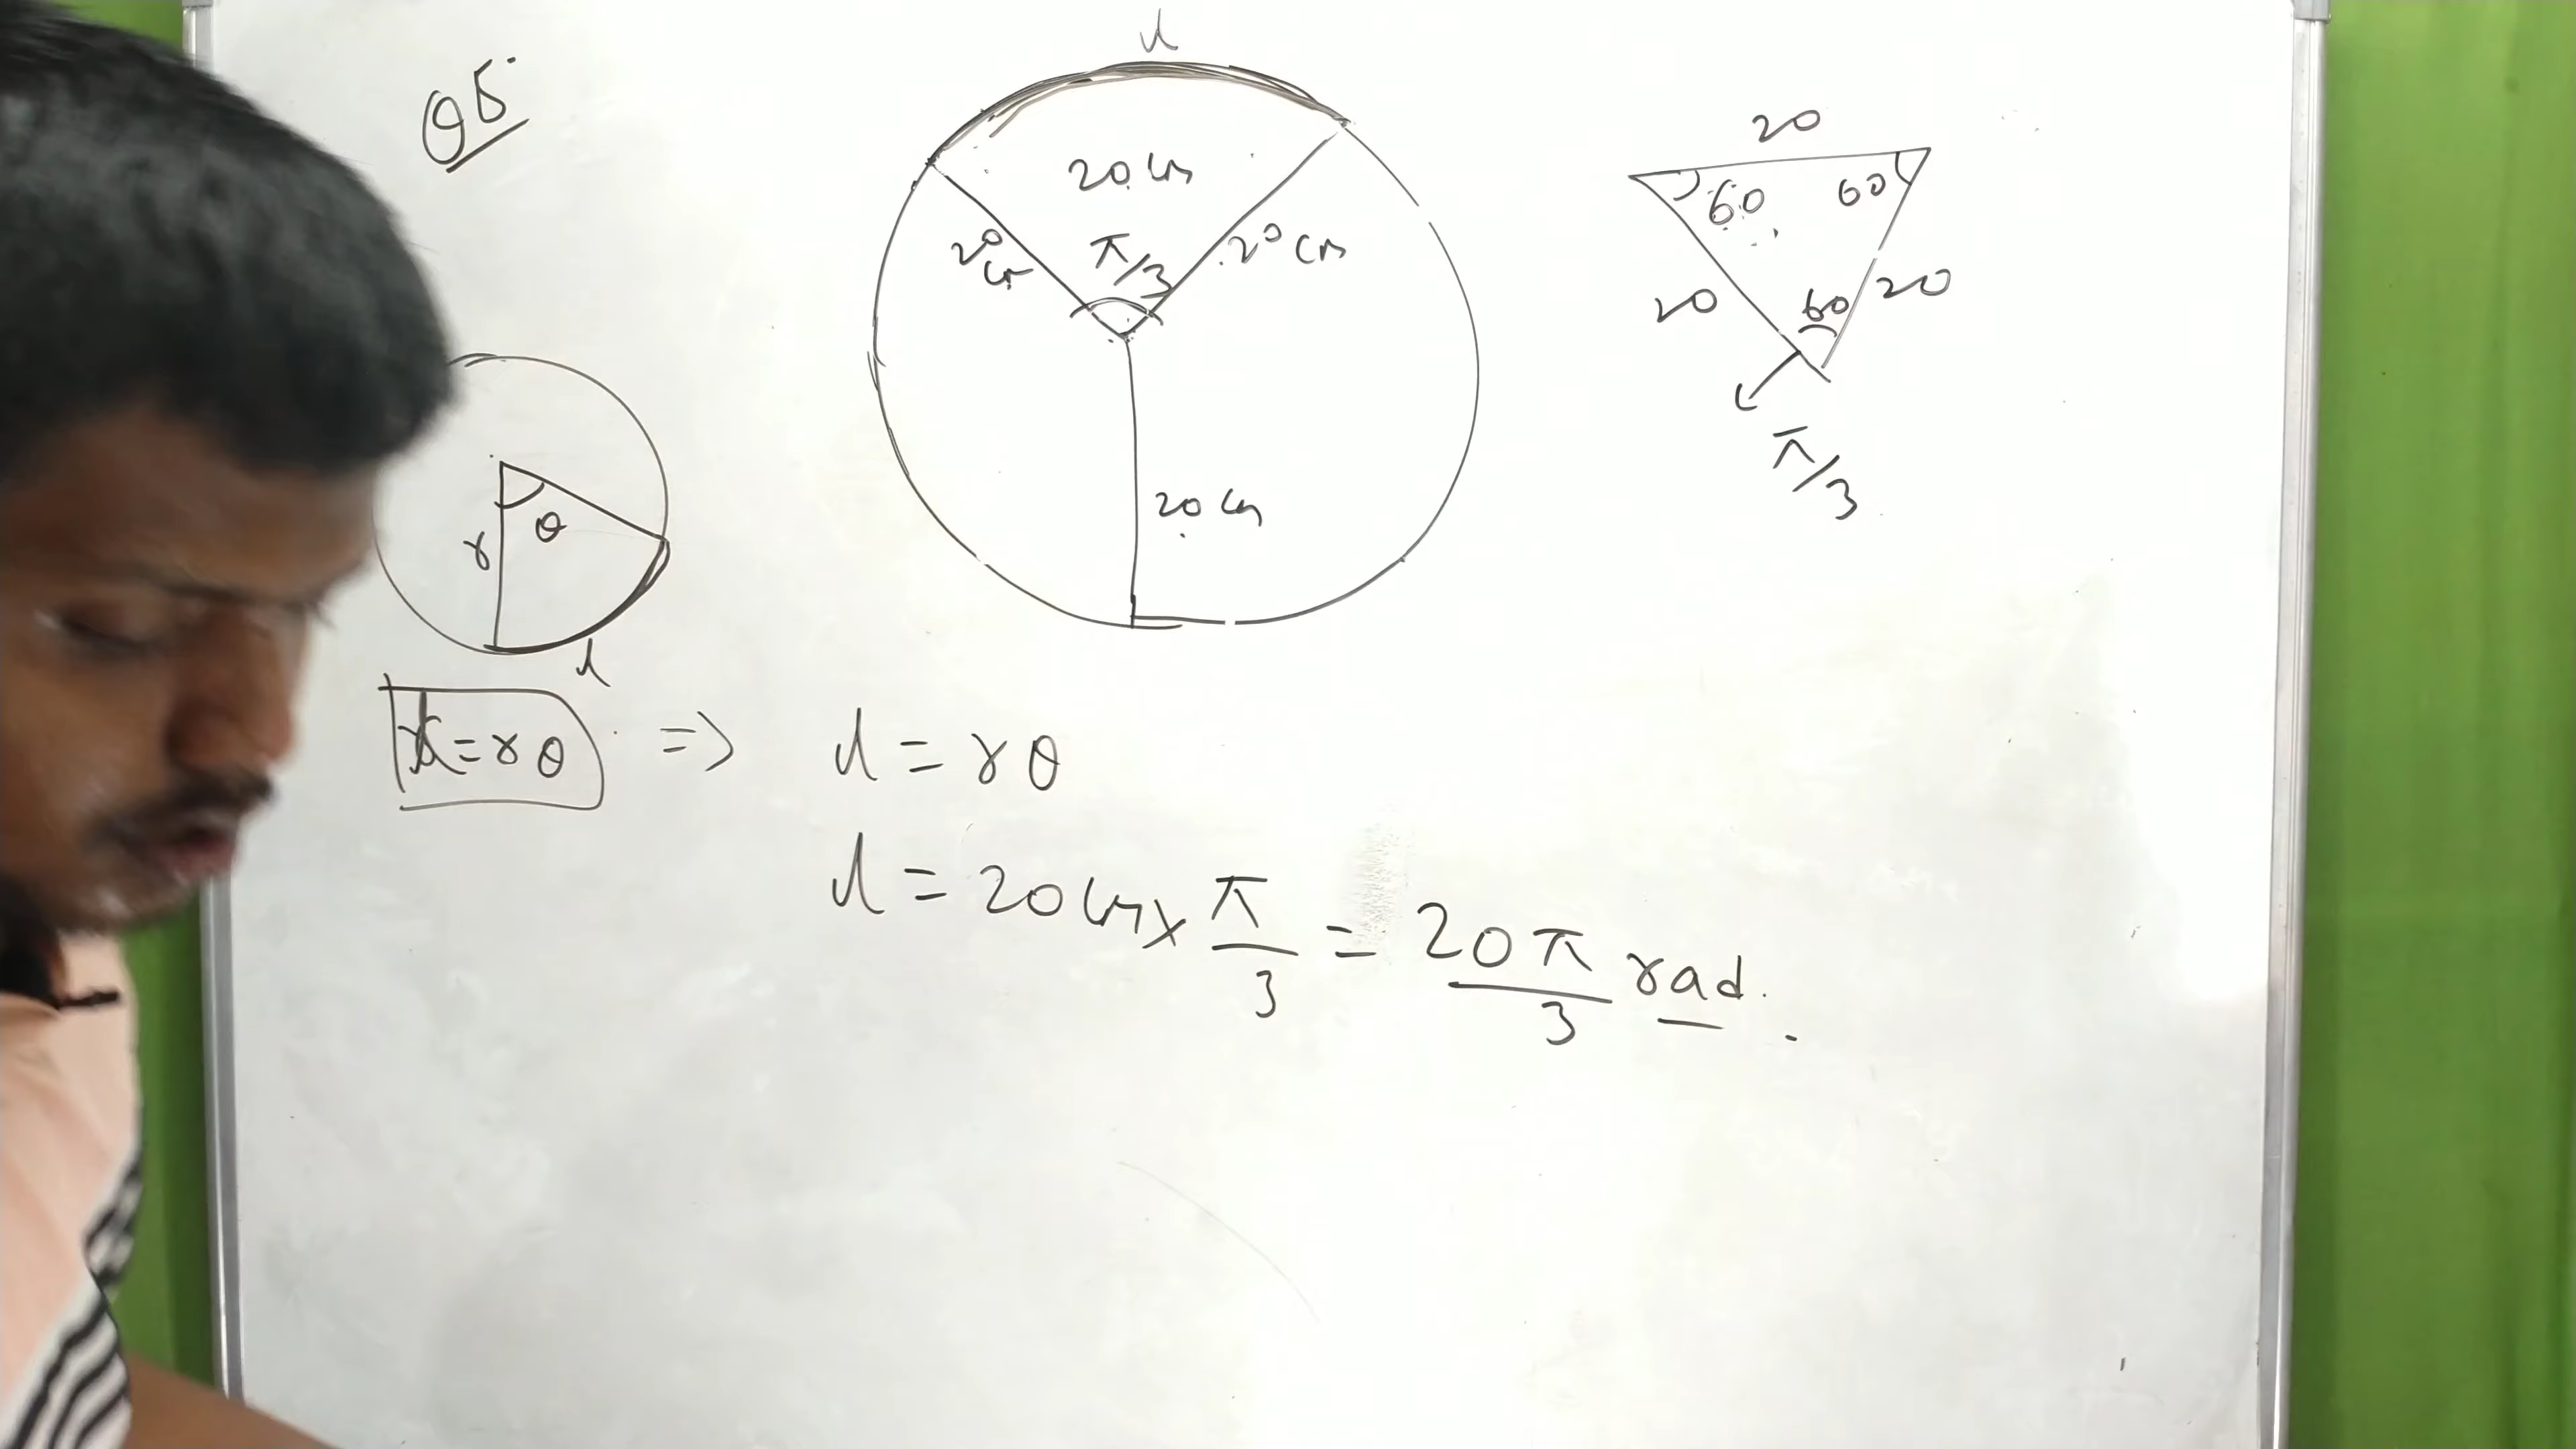 Q5.
l
20 cm
20 cm
π/3
20 cm
20 cm
20
60
60
20
60
20
π/3
θ
r
l
l = rθ ⇒ l = rθ
l = 20 cm × π/3 = 20π/3 rad.